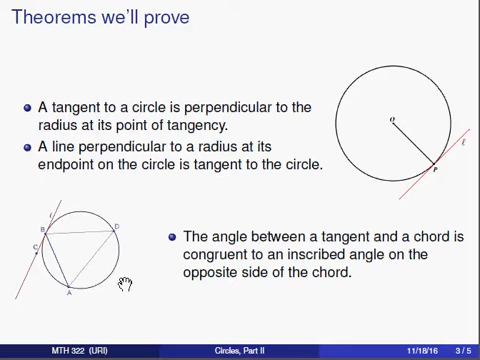 Theorems we'll prove
A tangent to a circle is perpendicular to the
radius at its point of tangency.
A line perpendicular to a radius at its
endpoint on the circle is tangent to the circle.
O
ℓ
P
ℓ
B
D
C
A
The angle between a tangent and a chord is
congruent to an inscribed angle on the
opposite side of the chord.
MTH 322 (URI) Circles, Part II 11/18/16 3 / 5